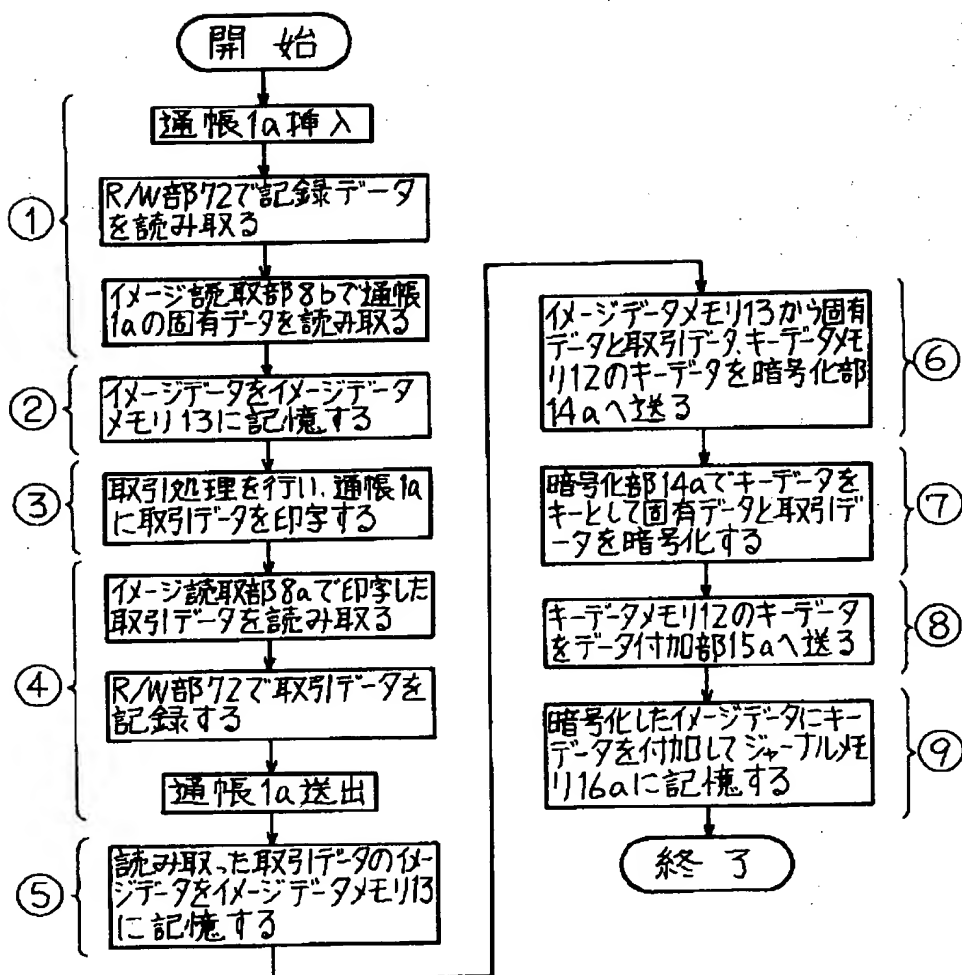 開始
通帳1a挿入
①
R/W部72で記録データ
を読み取る
イメージ読取部8bで通帳
1aの固有データを読み取る
②
イメージデータをイメージデータ
メモリ13に記憶する
③
取引処理を行い、通帳1a
に取引データを印字する
④
イメージ読取部8aで印字した
取引データを読み取る
R/W部72で取引データを
記録する
通帳1a送出
⑤
読み取った取引データのイメー
ジデータをイメージデータメモリ13
に記憶する
イメージデータメモリ13から固有
データと取引データ、キーデータメモ
リ12のキーデータを暗号化部
14aへ送る
⑥
暗号化部14aでキーデータを
キーとして固有データと取引デ
ータを暗号化する
⑦
キーデータメモリ12のキーデータ
をデータ付加部15aへ送る
⑧
暗号化したイメージデータにキー
データを付加してジャーナルメモ
リ16aに記憶する
⑨
終了